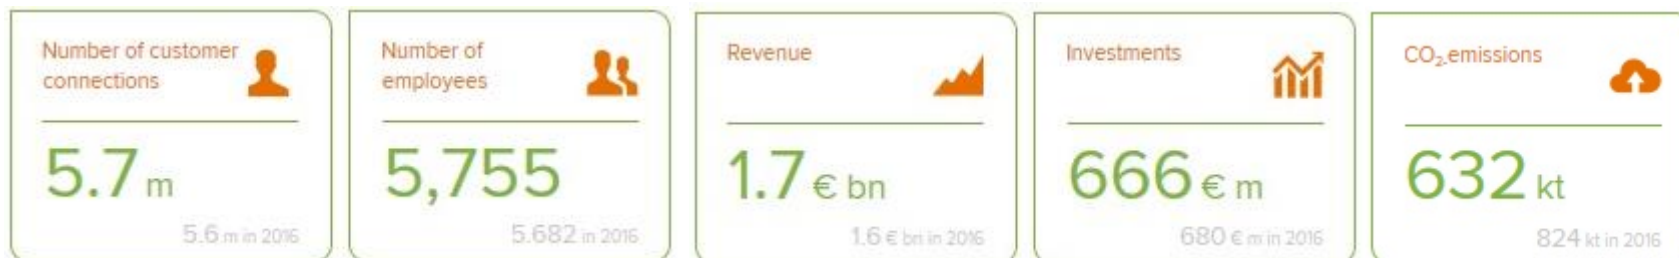 Number of customer
connections
5.7 m
5.6 m in 2016
Number of
employees
5,755
5.682 in 2016
Revenue
1.7 € bn
1.6 € bn in 2016
Investments
666 € m
680 € m in 2016
CO₂ emissions
632 kt
824 kt in 2016